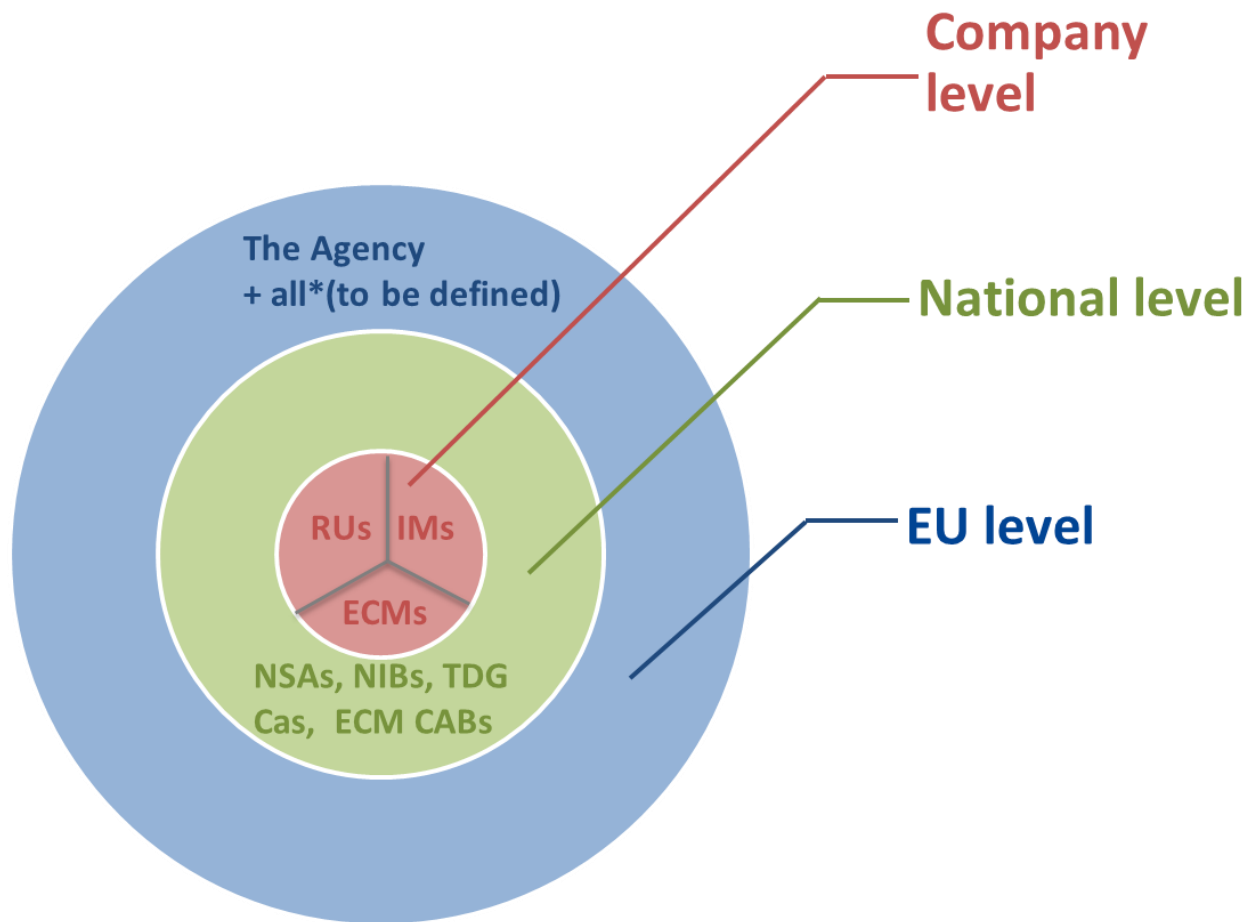 Company
level
The Agency
+ all*(to be defined)
National level
EU level
RUs
IMs
ECMs
NSAs, NIBs, TDG
Cas, ECM CABs